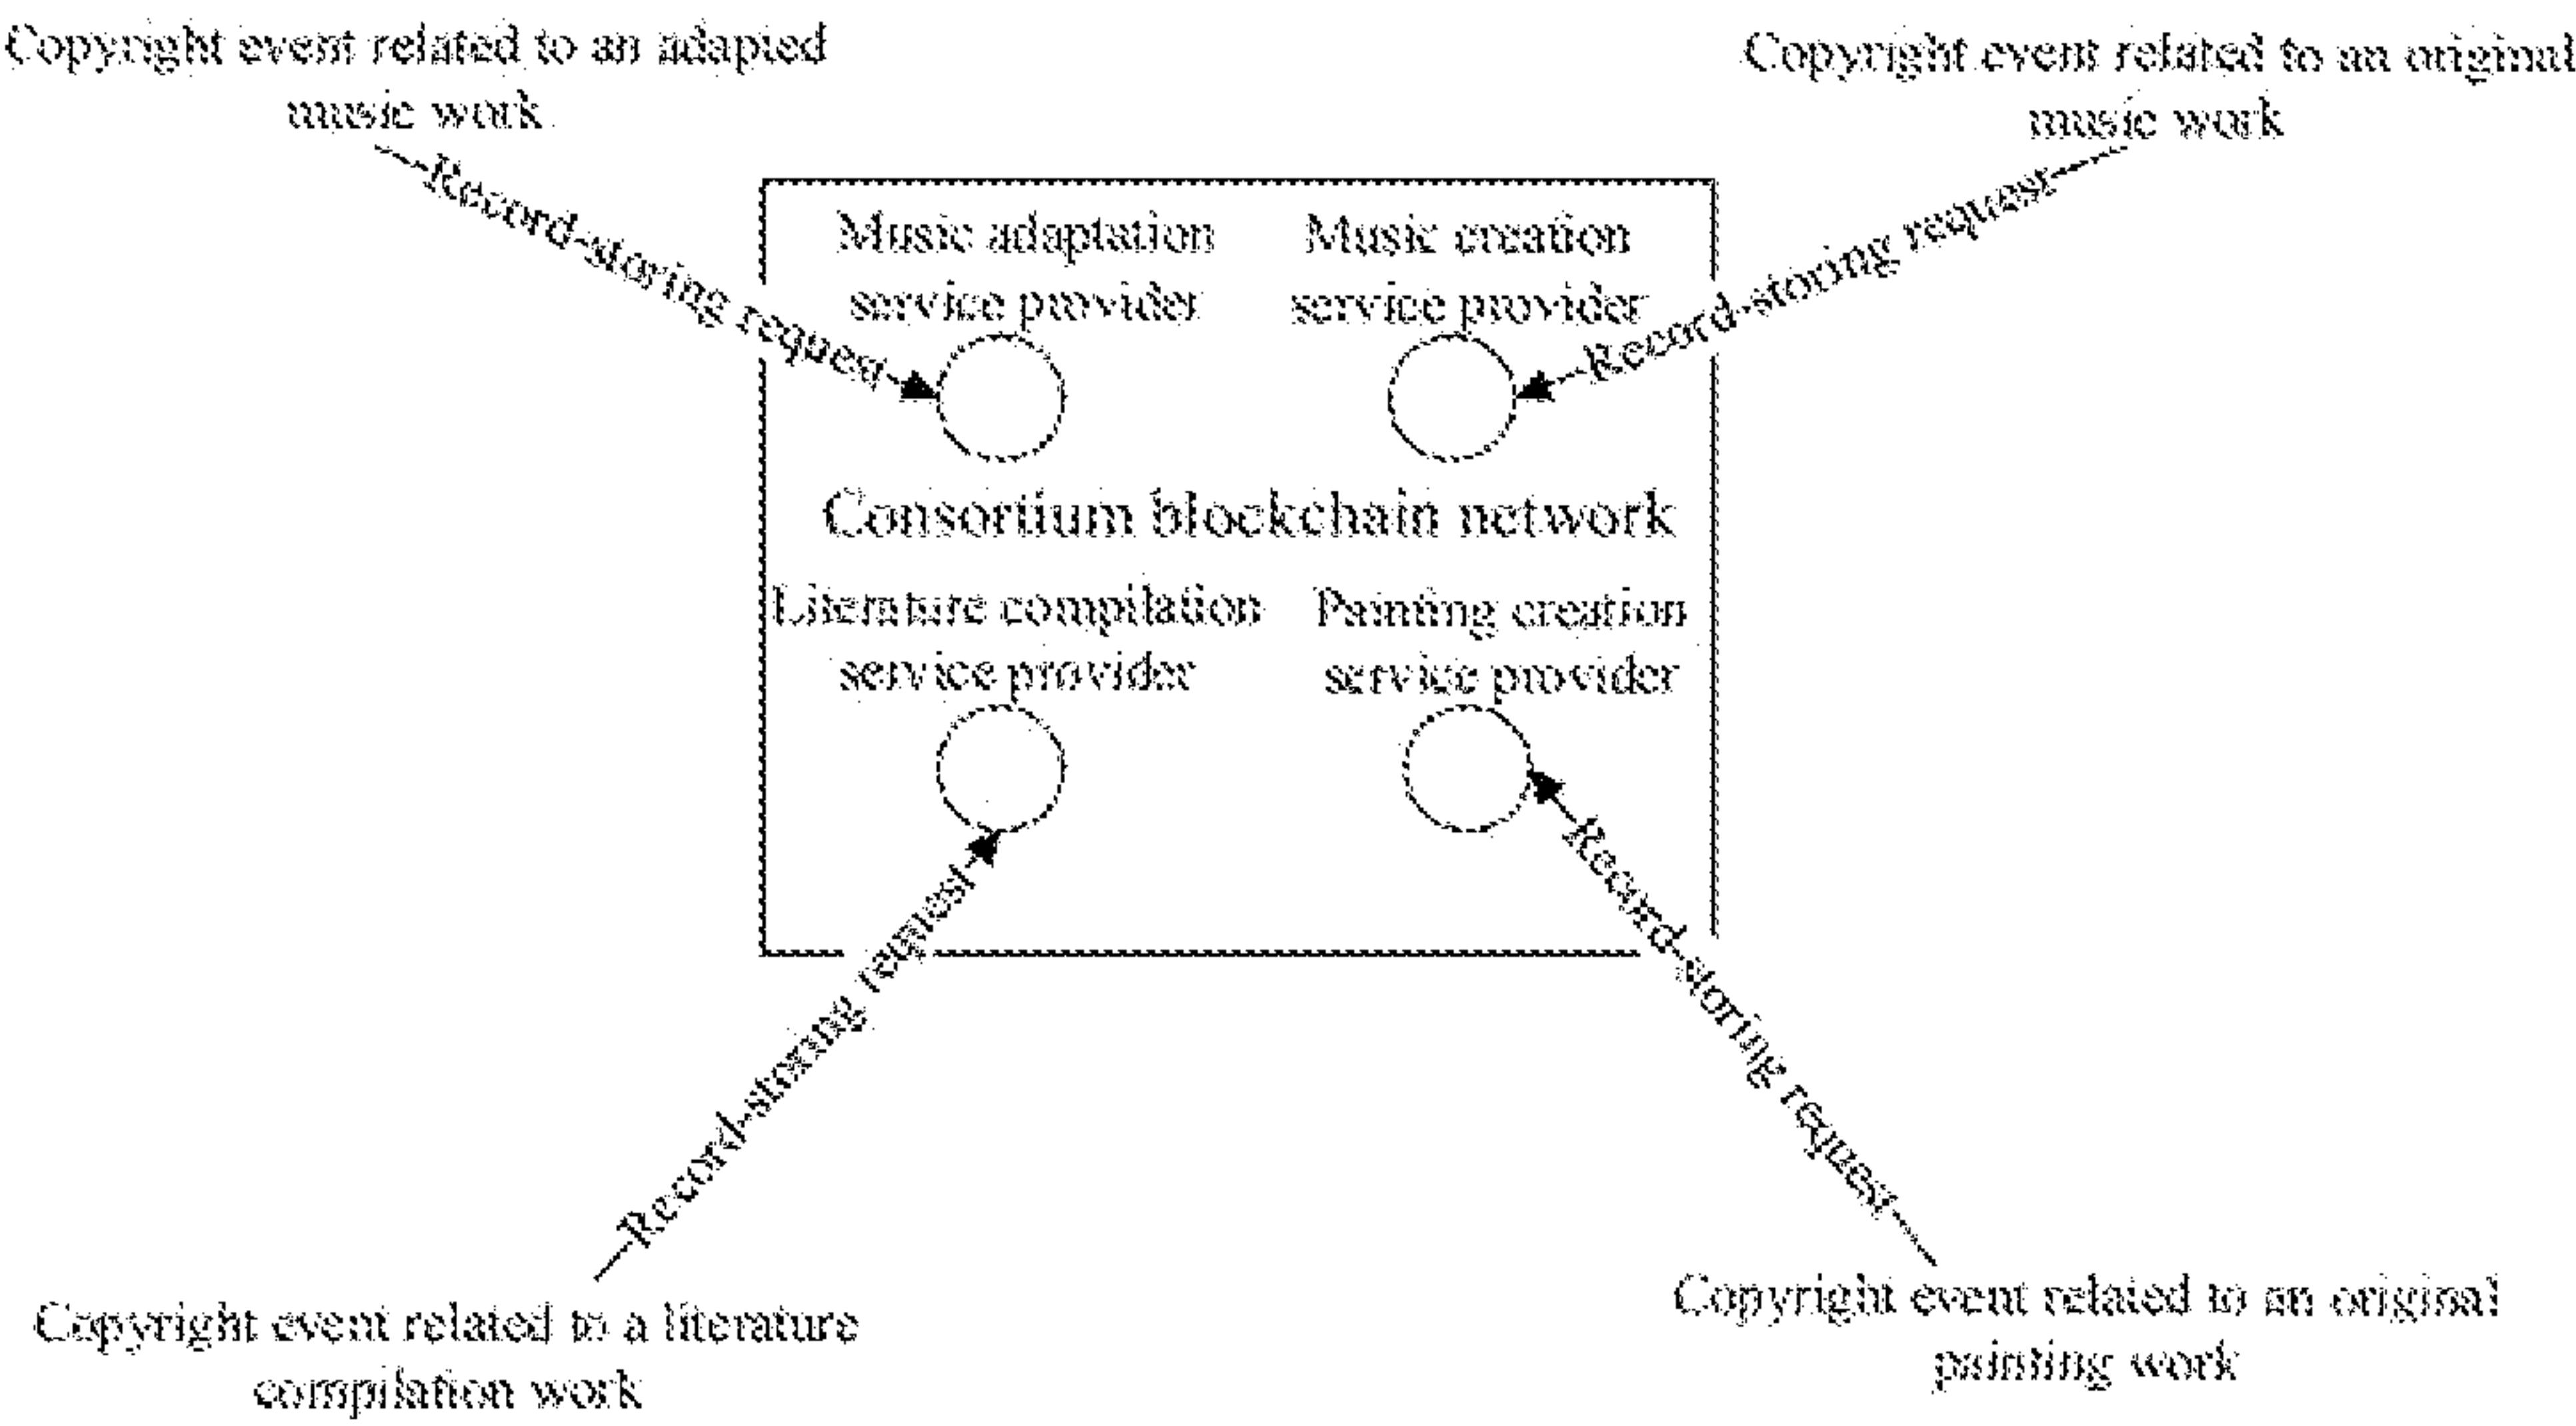 Copyright event related to an adapted
music work
Copyright event related to an original
music work
Record-storing request
Record-storing request
Music adaptation
service provider
Music creation
service provider
Consortium blockchain network
Literature compilation
service provider
Painting creation
service provider
Record-storing request
Record-storing request
Copyright event related to a literature
compilation work
Copyright event related to an original
painting work